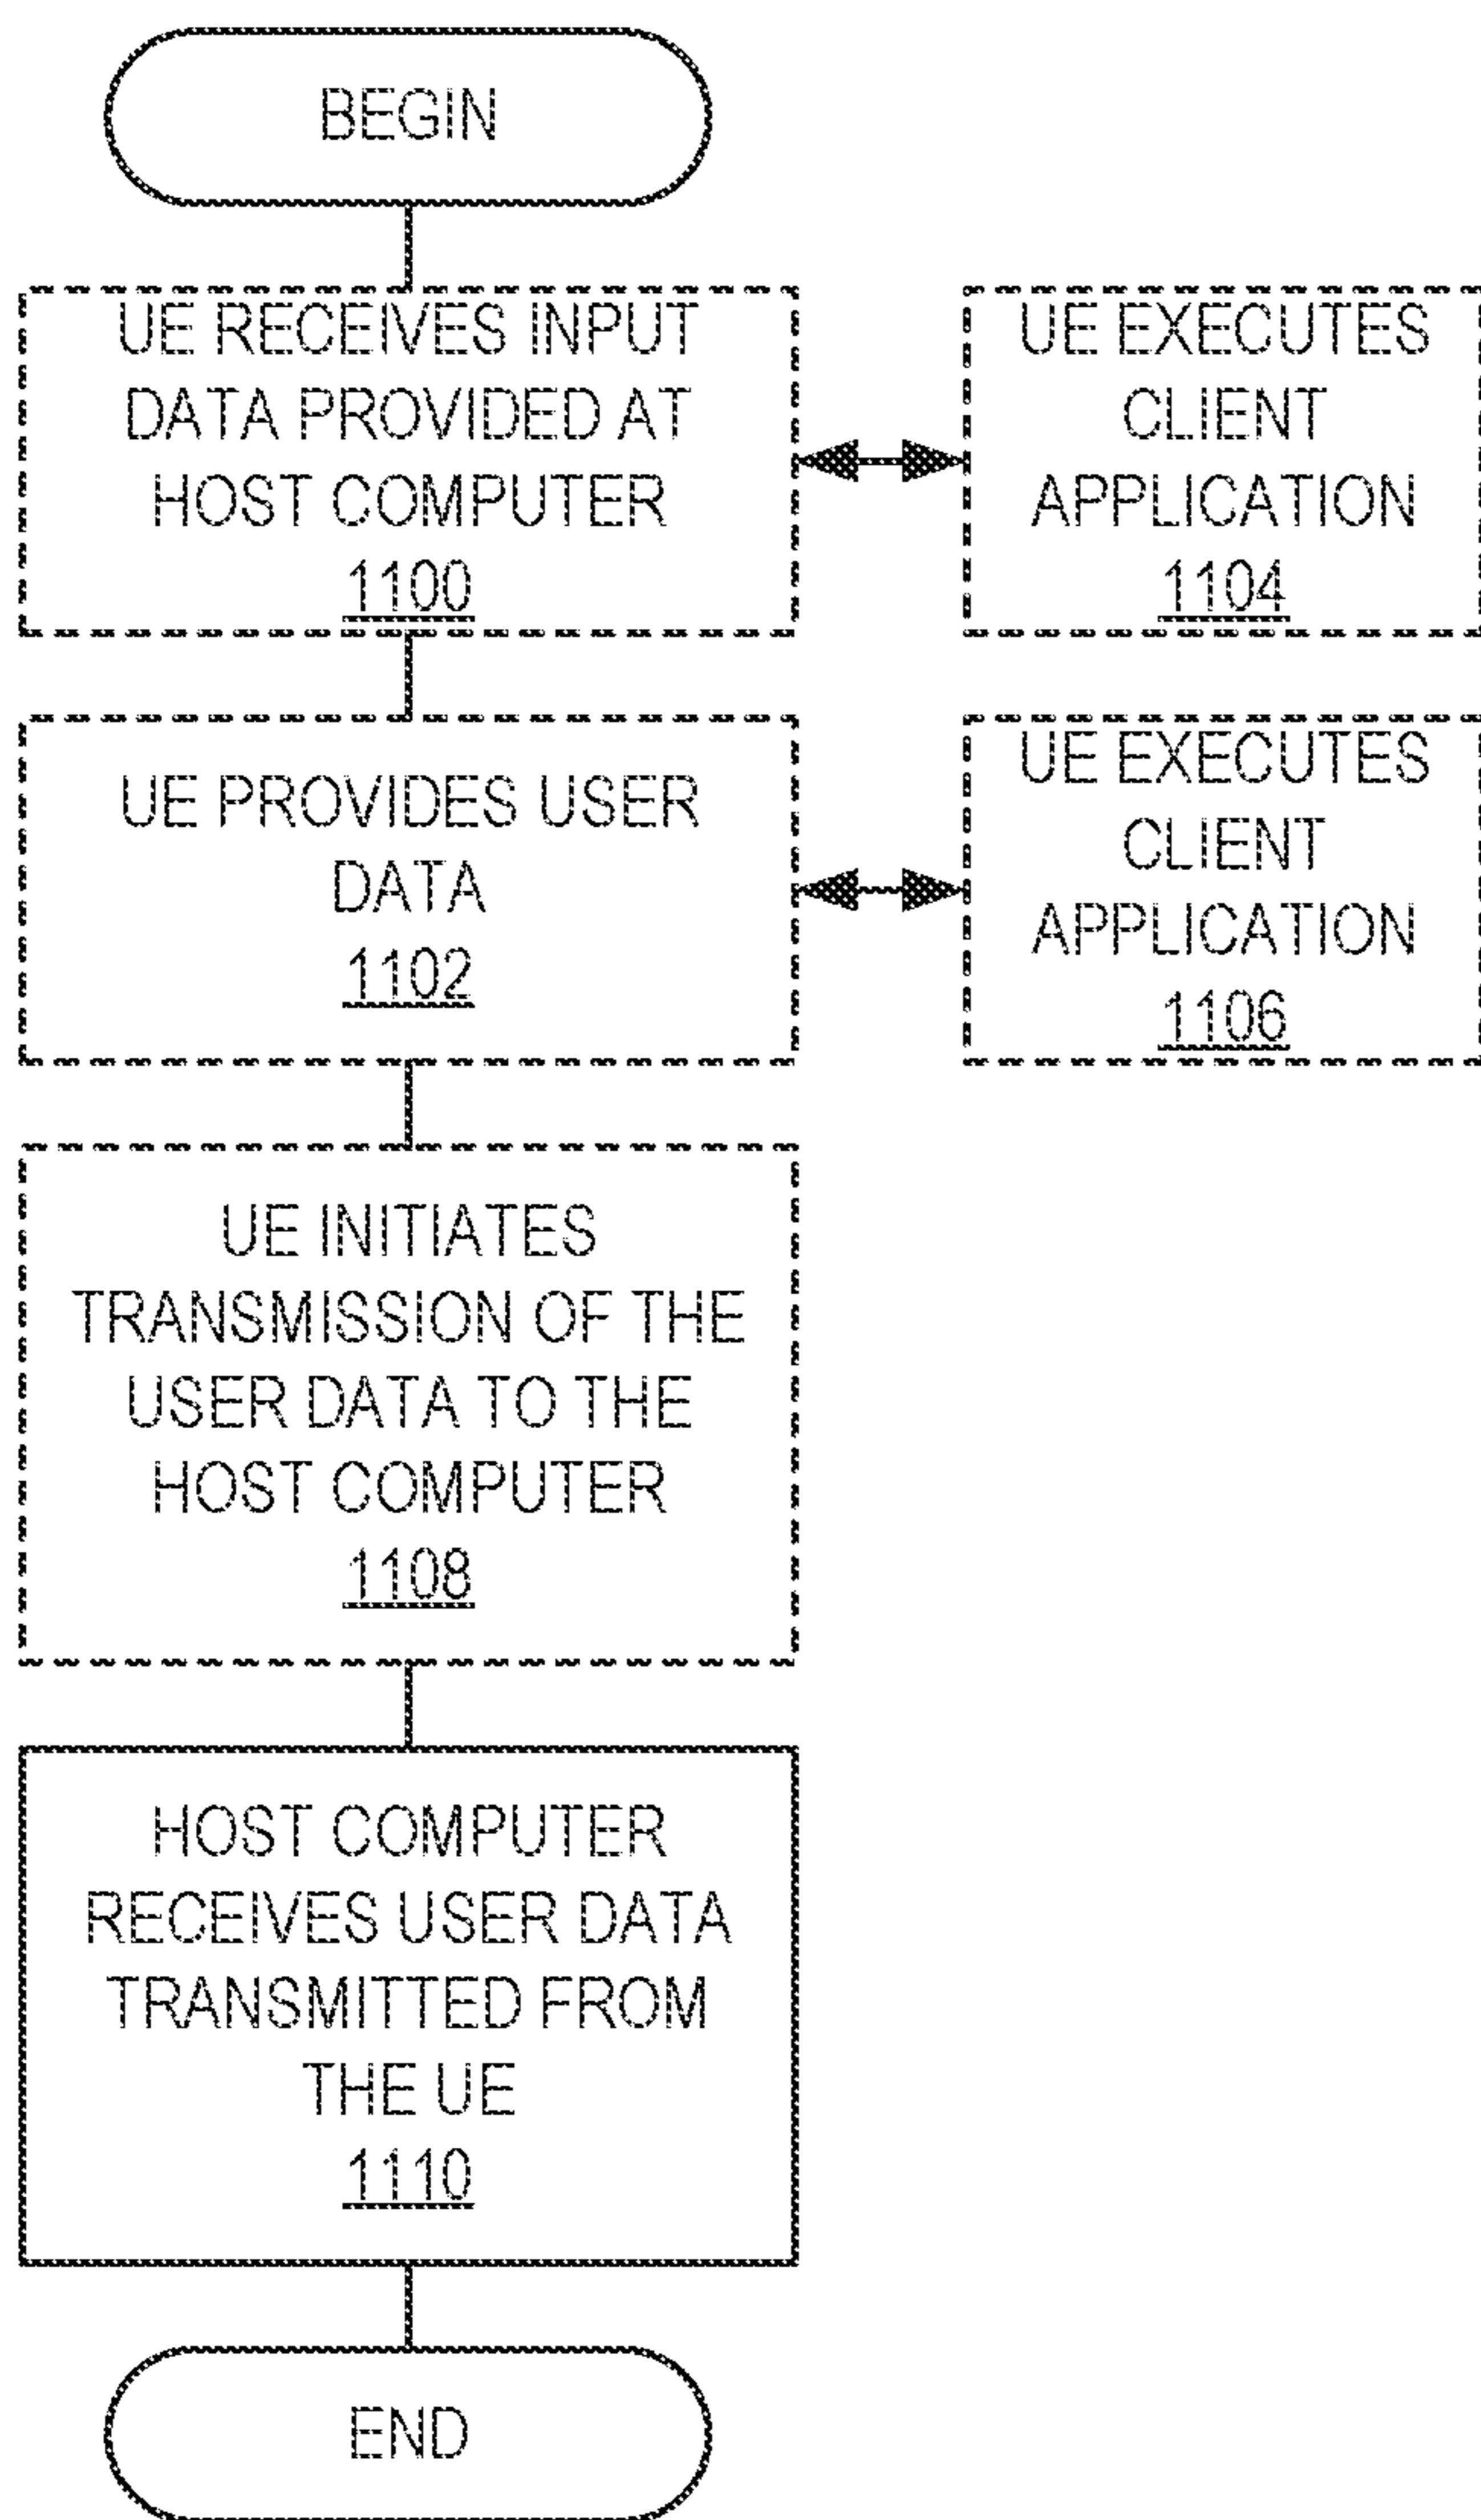 BEGIN
UE RECEIVES INPUT
DATA PROVIDED AT
HOST COMPUTER
1100
UE EXECUTES
CLIENT
APPLICATION
1104
UE PROVIDES USER
DATA
1102
UE EXECUTES
CLIENT
APPLICATION
1106
UE INITIATES
TRANSMISSION OF THE
USER DATA TO THE
HOST COMPUTER
1108
HOST COMPUTER
RECEIVES USER DATA
TRANSMITTED FROM
THE UE
1110
END